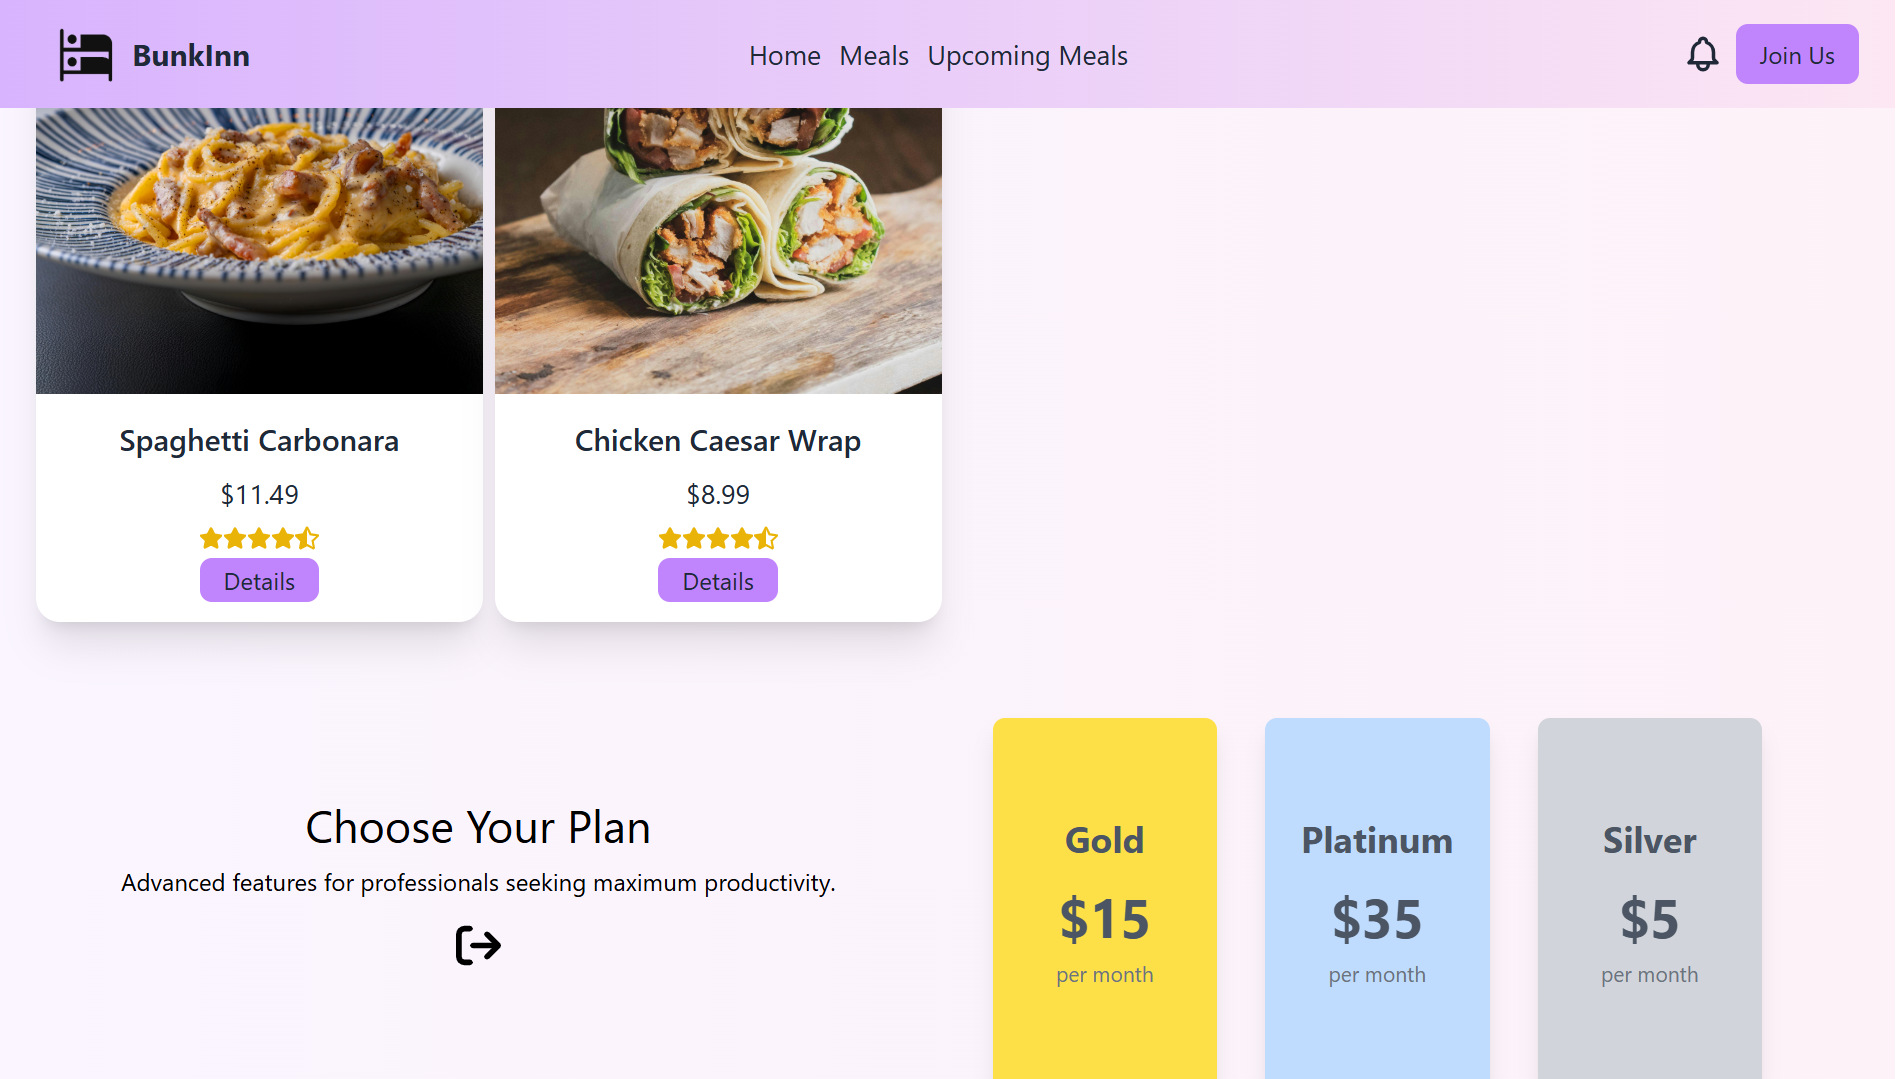 BunkInn
Home Meals Upcoming Meals
Join Us
Spaghetti Carbonara
$11.49
Details
Chicken Caesar Wrap
$8.99
Details
Choose Your Plan
Advanced features for professionals seeking maximum productivity.
Gold
$15
per month
Platinum
$35
per month
Silver
$5
per month